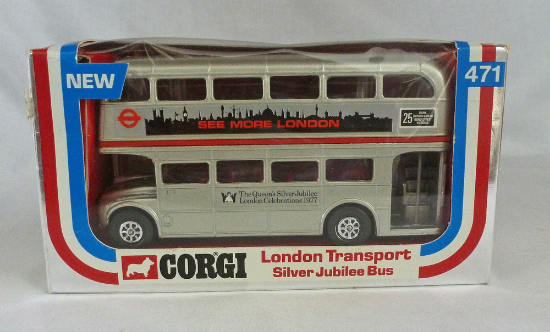 NEW
471
SEE MORE LONDON
25
The Queen's Silver Jubilee
London Celebrations 1977
CORGI
London Transport
Silver Jubilee Bus